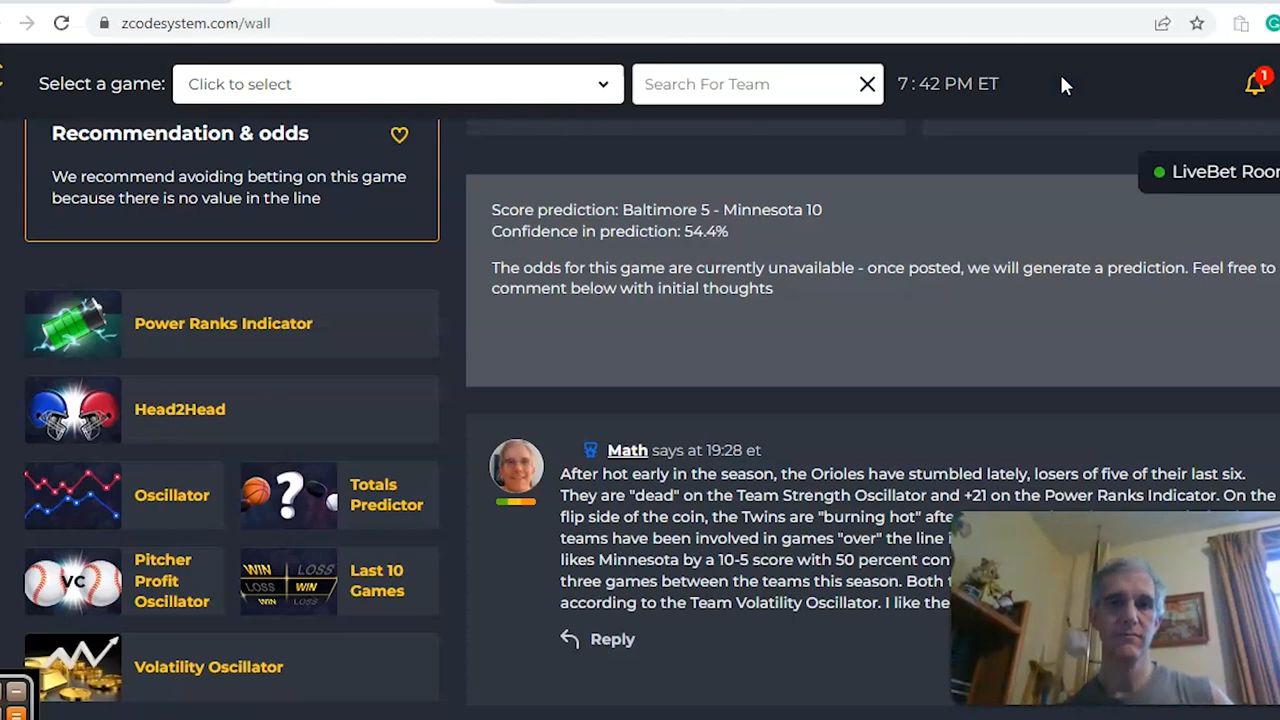 zcodesystem.com/wall
Select a game:
Click to select
Search For Team
7:42 PM ET
1
Recommendation & odds
We recommend avoiding betting on this game
because there is no value in the line
LiveBet Roor
Score prediction: Baltimore 5 - Minnesota 10
Confidence in prediction: 54.4%
The odds for this game are currently unavailable - once posted, we will generate a prediction. Feel free to
comment below with initial thoughts
Power Ranks Indicator
Head2Head
Oscillator
Totals
Predictor
Pitcher
Profit
Oscillator
VC
WIN LOSS
LOSS WIN
WIN LOSS
Last 10
Games
Volatility Oscillator
Math says at 19:28 et
After hot early in the season, the Orioles have stumbled lately, losers of five of their last six.
They are "dead" on the Team Strength Oscillator and +21 on the Power Ranks Indicator. On the
flip side of the coin, the Twins are "burning hot" afte
teams have been involved in games "over" the line i
likes Minnesota by a 10-5 score with 50 percent con
three games between the teams this season. Both
according to the Team Volatility Oscillator. I like the
Reply